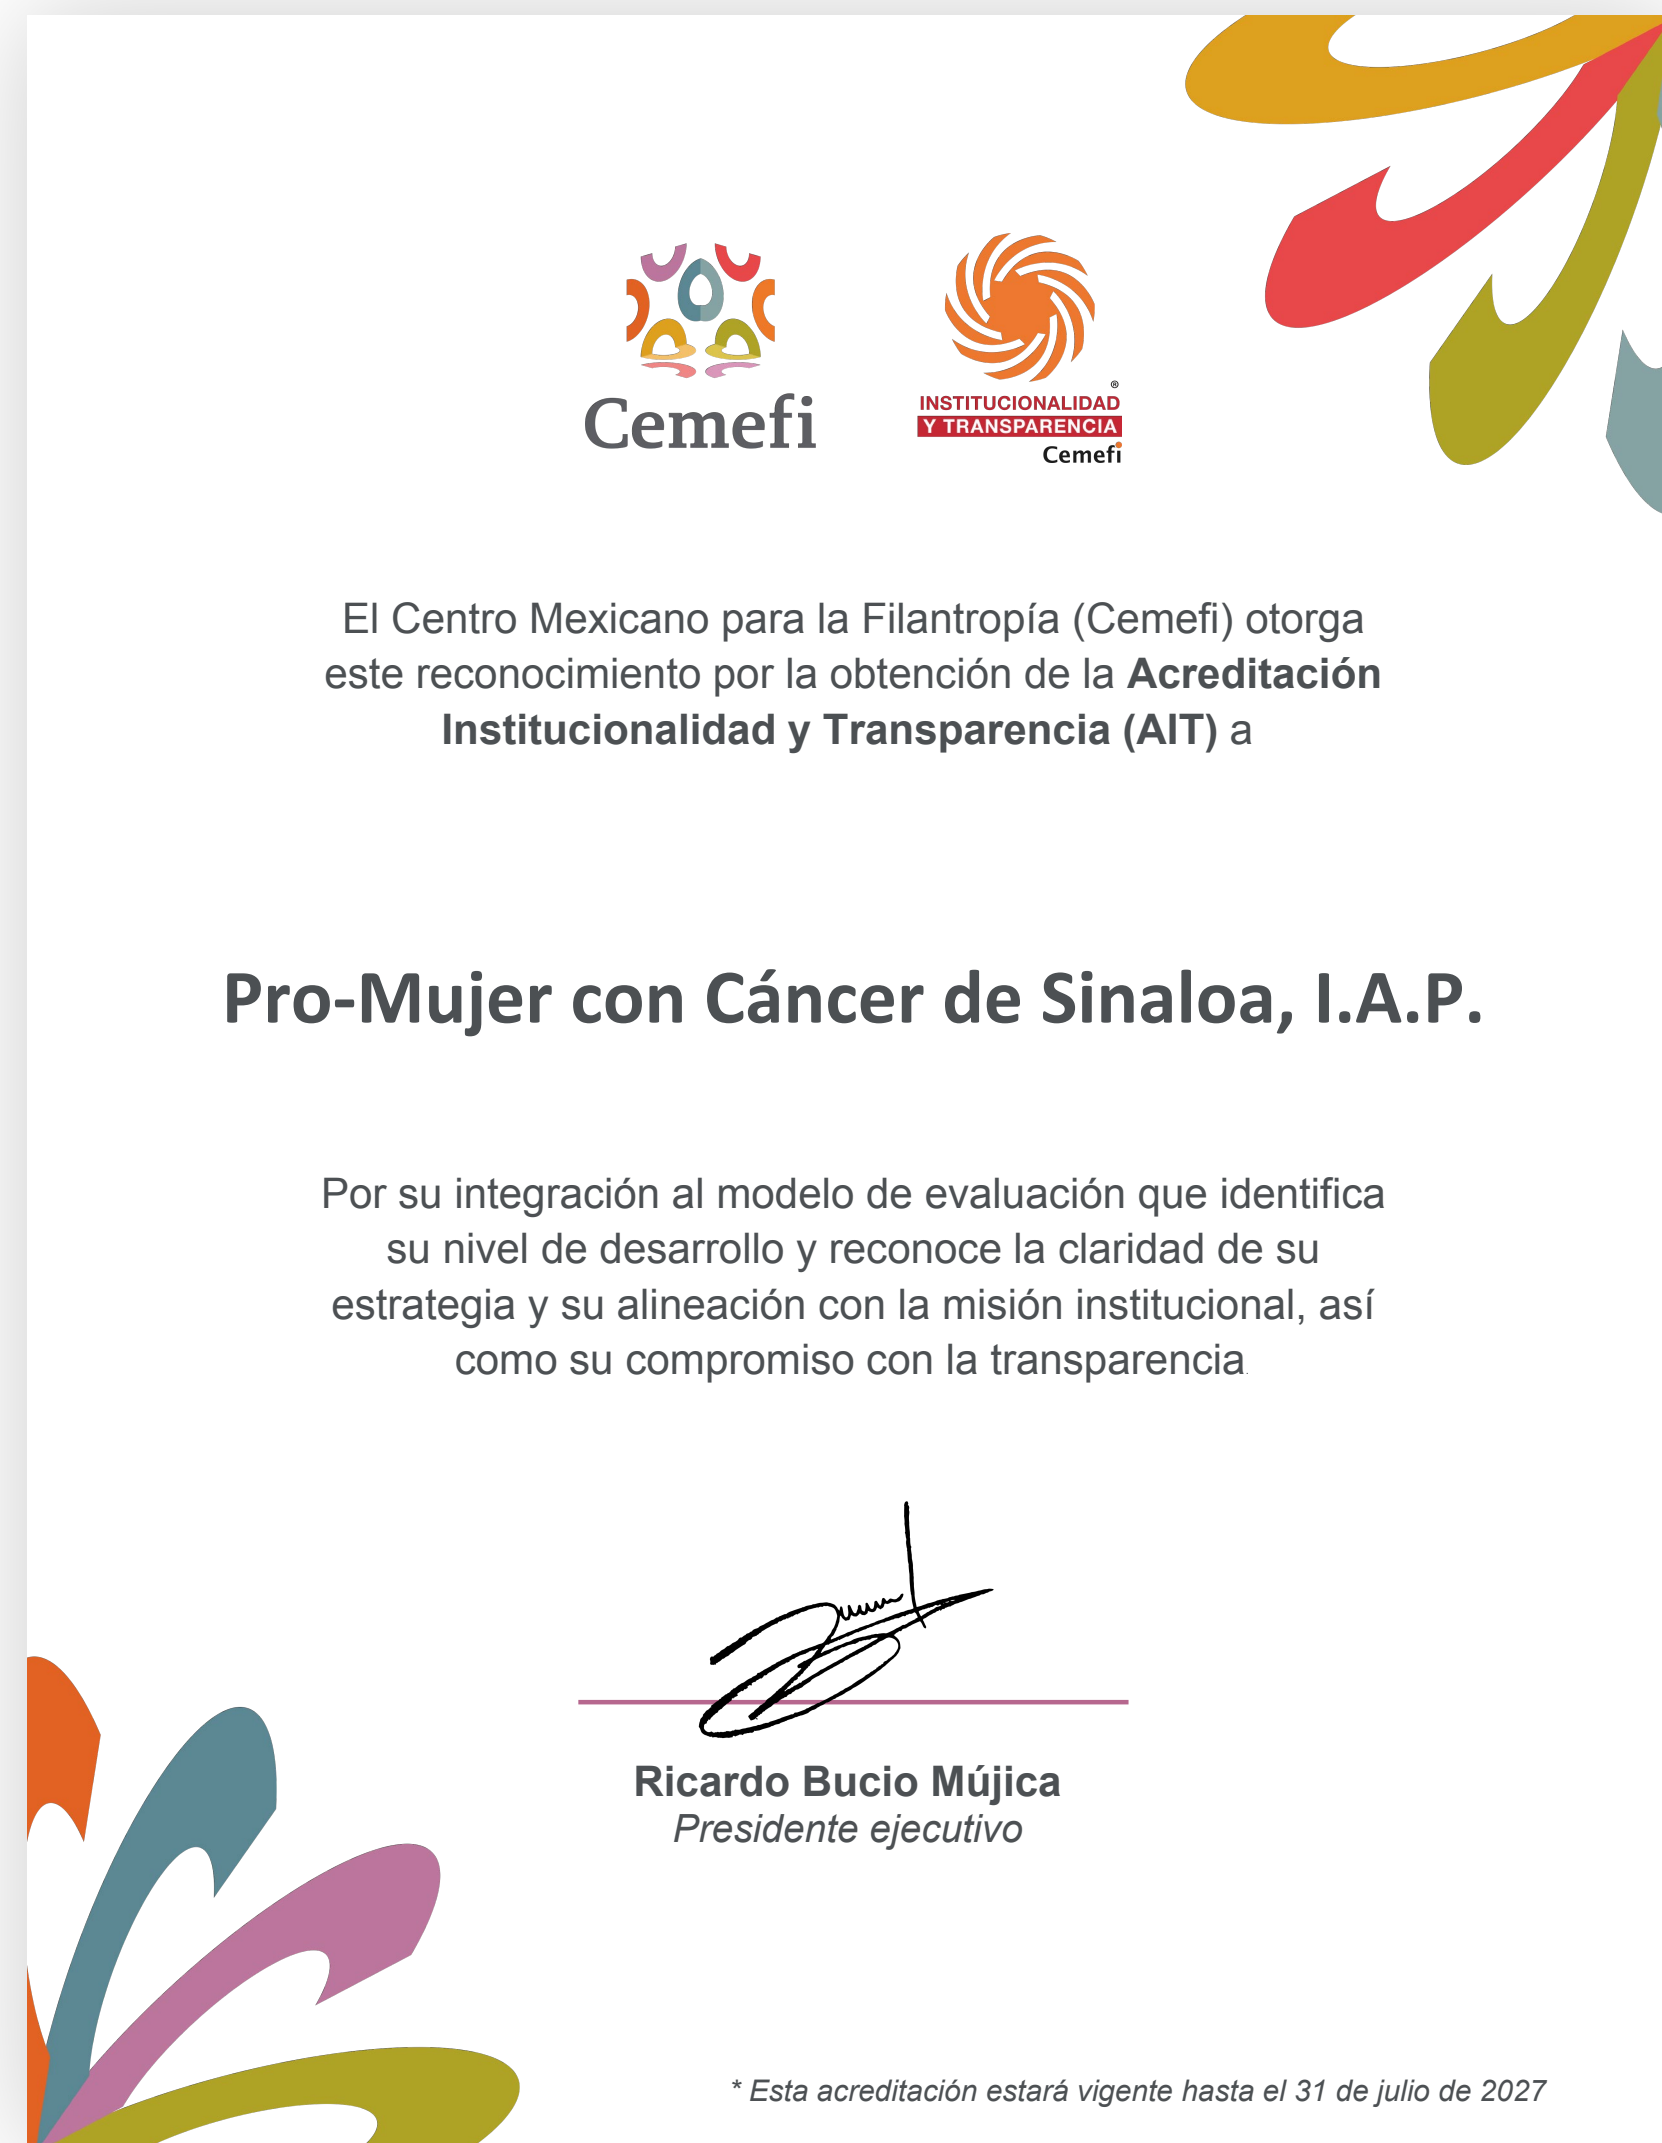 Cemefi
®
INSTITUCIONALIDAD
Y TRANSPARENCIA
Cemefi
El Centro Mexicano para la Filantropía (Cemefi) otorga
este reconocimiento por la obtención de la Acreditación
Institucionalidad y Transparencia (AIT) a
Pro-Mujer con Cáncer de Sinaloa, I.A.P.
Por su integración al modelo de evaluación que identifica
su nivel de desarrollo y reconoce la claridad de su
estrategia y su alineación con la misión institucional, así
como su compromiso con la transparencia.
Ricardo Bucio Mújica
Presidente ejecutivo
* Esta acreditación estará vigente hasta el 31 de julio de 2027